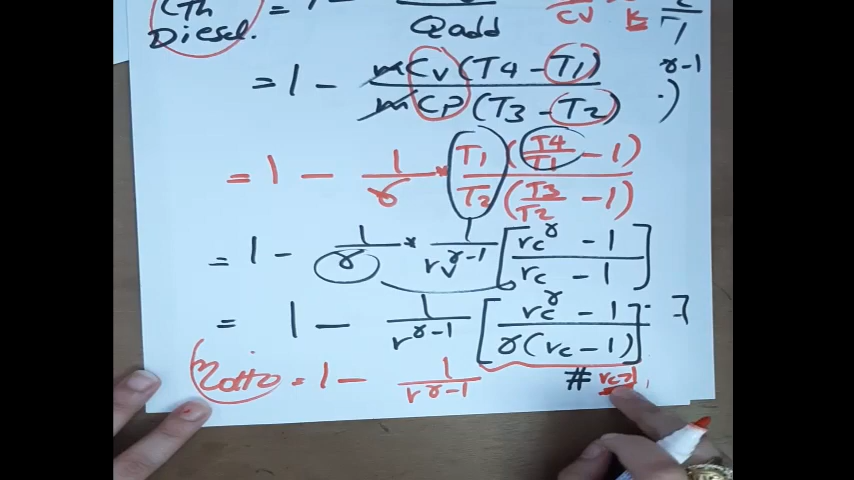 ηth Diesel. = 1 - ――― Qadd
= 1 - mCv(T4-T1) / mCp(T3-T2)
γ-1
= 1 - 1/γ * T1/T2 (T4/T1 - 1) / (T3/T2 - 1)
= 1 - 1/γ * 1/rv^γ-1 [rc^γ - 1 / rc - 1]
= 1 - 1/r^γ-1 [rc^γ - 1 / γ(rc-1)]
ηotto = 1 - 1/r^γ-1 #